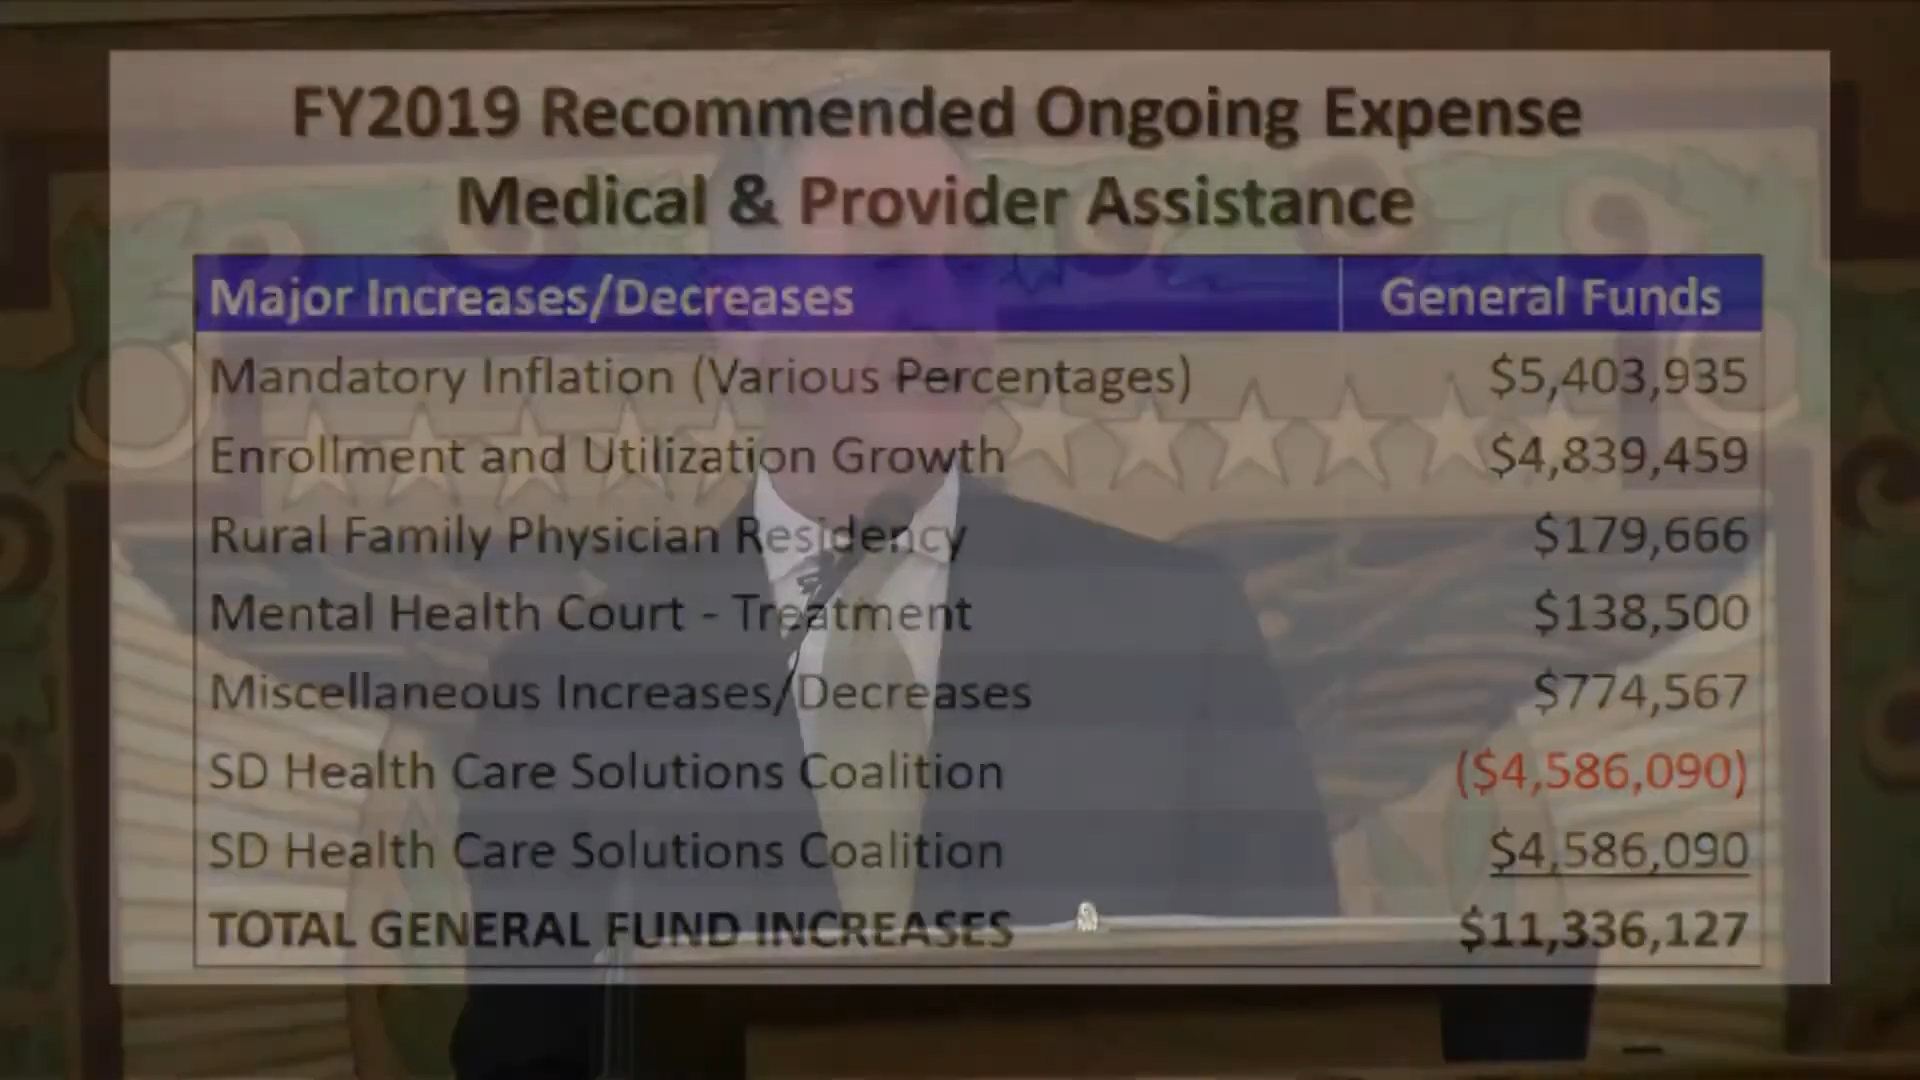 FY2019 Recommended Ongoing Expense
Medical & Provider Assistance
Major Increases/Decreases General Funds
Mandatory Inflation (Various Percentages) $5,403,935
Enrollment and Utilization Growth $4,839,459
Rural Family Physician Residency $179,666
Mental Health Court - Treatment $138,500
Miscellaneous Increases/Decreases $774,567
SD Health Care Solutions Coalition ($4,586,090)
SD Health Care Solutions Coalition $4,586,090
TOTAL GENERAL FUND INCREASES $11,336,127